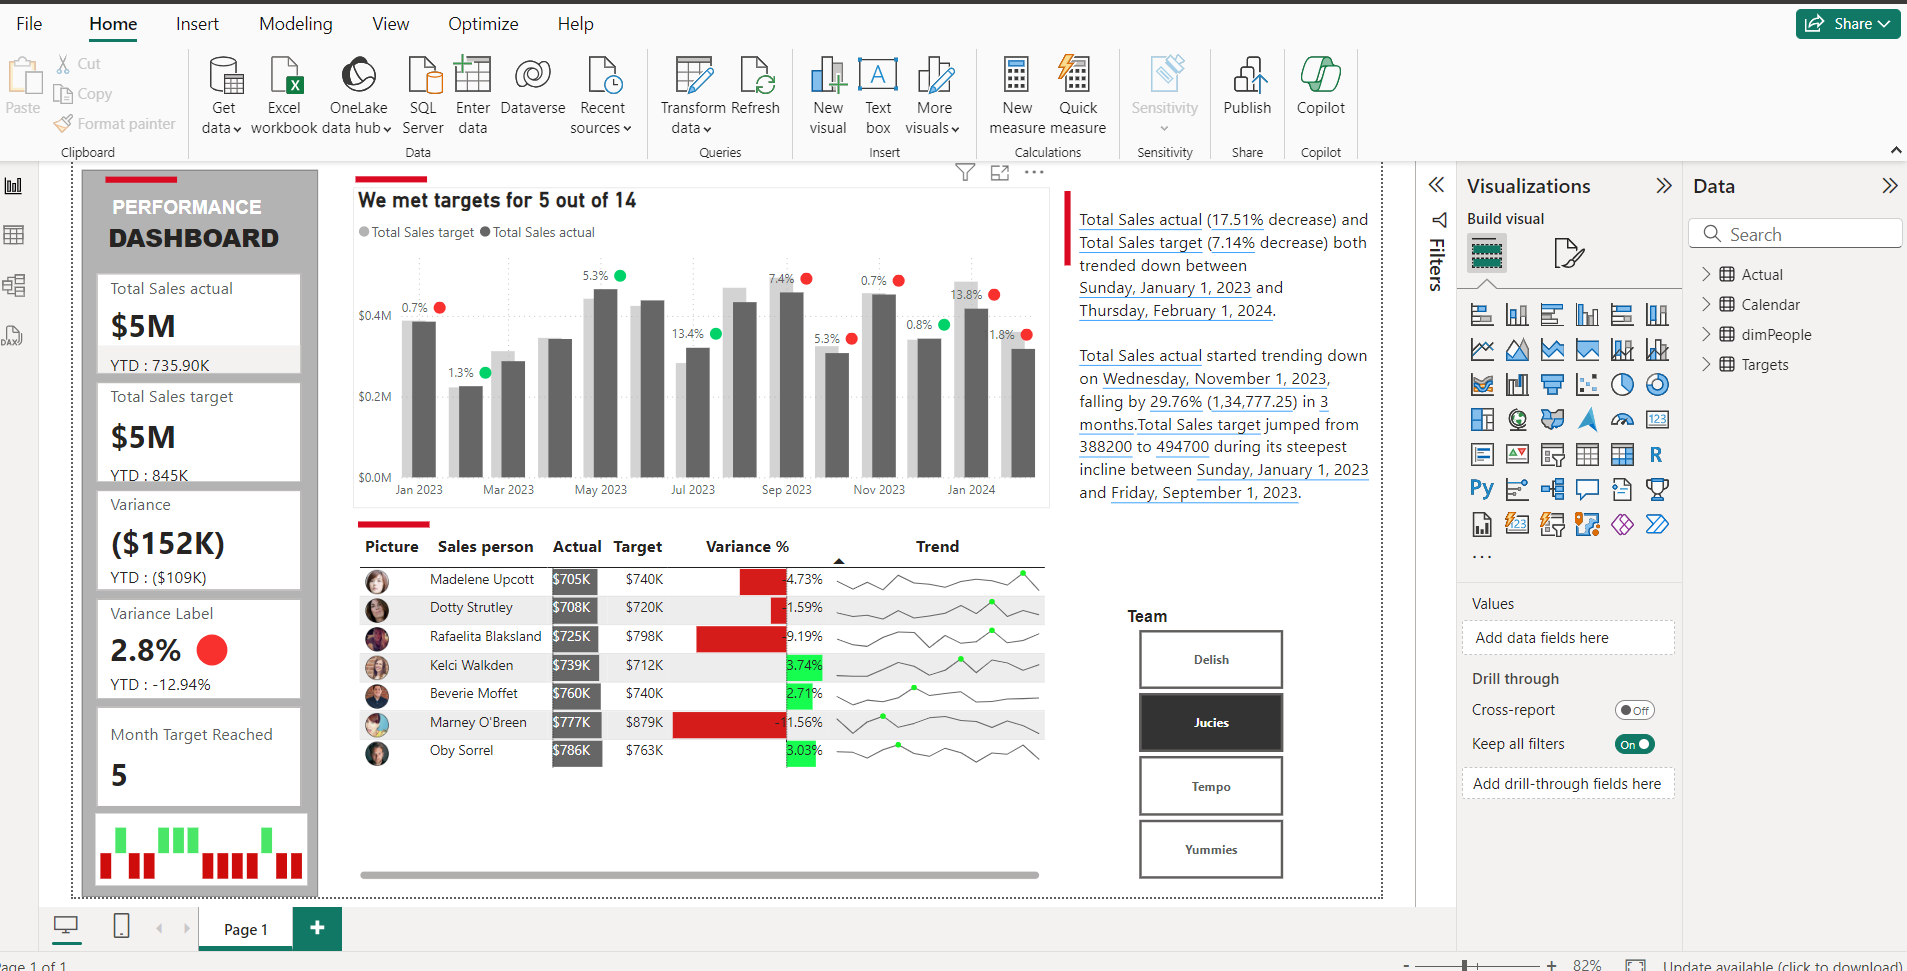 File Home Insert Modeling View Optimize Help
Share
Paste
Cut
Copy
Format painter
Clipboard
Get data
Excel workbook
OneLake data hub
SQL Server
Enter data
Dataverse
Recent sources
Data
Transform data
Refresh
Queries
New visual
Text box
More visuals
Insert
New measure
Quick measure
Calculations
Sensitivity
Sensitivity
Publish
Share
Copilot
Copilot
PERFORMANCE
DASHBOARD
Total Sales actual
$5M
YTD : 735.90K
Total Sales target
$5M
YTD : 845K
Variance
($152K)
YTD : ($109K)
Variance Label
2.8%
YTD : -12.94%
Month Target Reached
5
We met targets for 5 out of 14
Total Sales target Total Sales actual
$0.4M
$0.2M
$0.0M
0.7%
1.3%
5.3%
13.4%
7.4%
5.3%
0.7%
0.8%
13.8%
1.8%
Jan 2023 Mar 2023 May 2023 Jul 2023 Sep 2023 Nov 2023 Jan 2024
Total Sales actual (17.51% decrease) and
Total Sales target (7.14% decrease) both
trended down between
Sunday, January 1, 2023 and
Thursday, February 1, 2024.
Total Sales actual started trending down
on Wednesday, November 1, 2023,
falling by 29.76% (1,34,777.25) in 3
months.Total Sales target jumped from
388200 to 494700 during its steepest
incline between Sunday, January 1, 2023
and Friday, September 1, 2023.
Picture Sales person Actual Target Variance % Trend
Madelene Upcott $705K $740K -4.73%
Dotty Strutley $708K $720K -1.59%
Rafaelita Blaksland $725K $798K -9.19%
Kelci Walkden $739K $712K 3.74%
Beverie Moffet $760K $740K 2.71%
Marney O'Breen $777K $879K -11.56%
Oby Sorrel $786K $763K 3.03%
Team
Delish
Jucies
Tempo
Yummies
Filters
Visualizations
Build visual
123
R
Py
123
...
Values
Add data fields here
Drill through
Cross-report Off
Keep all filters On
Add drill-through fields here
Data
Search
Actual
Calendar
dimPeople
Targets
DAX
Page 1
+
Page 1 of 1
- + 82%
Update available (click to download)